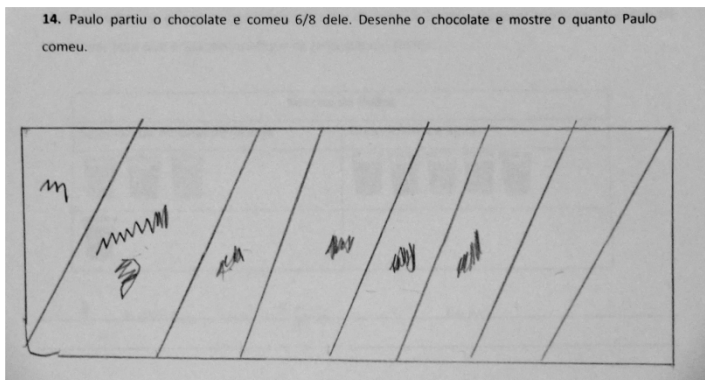 14. Paulo partiu o chocolate e comeu 6/8 dele. Desenhe o chocolate e mostre o quanto Paulo
comeu.